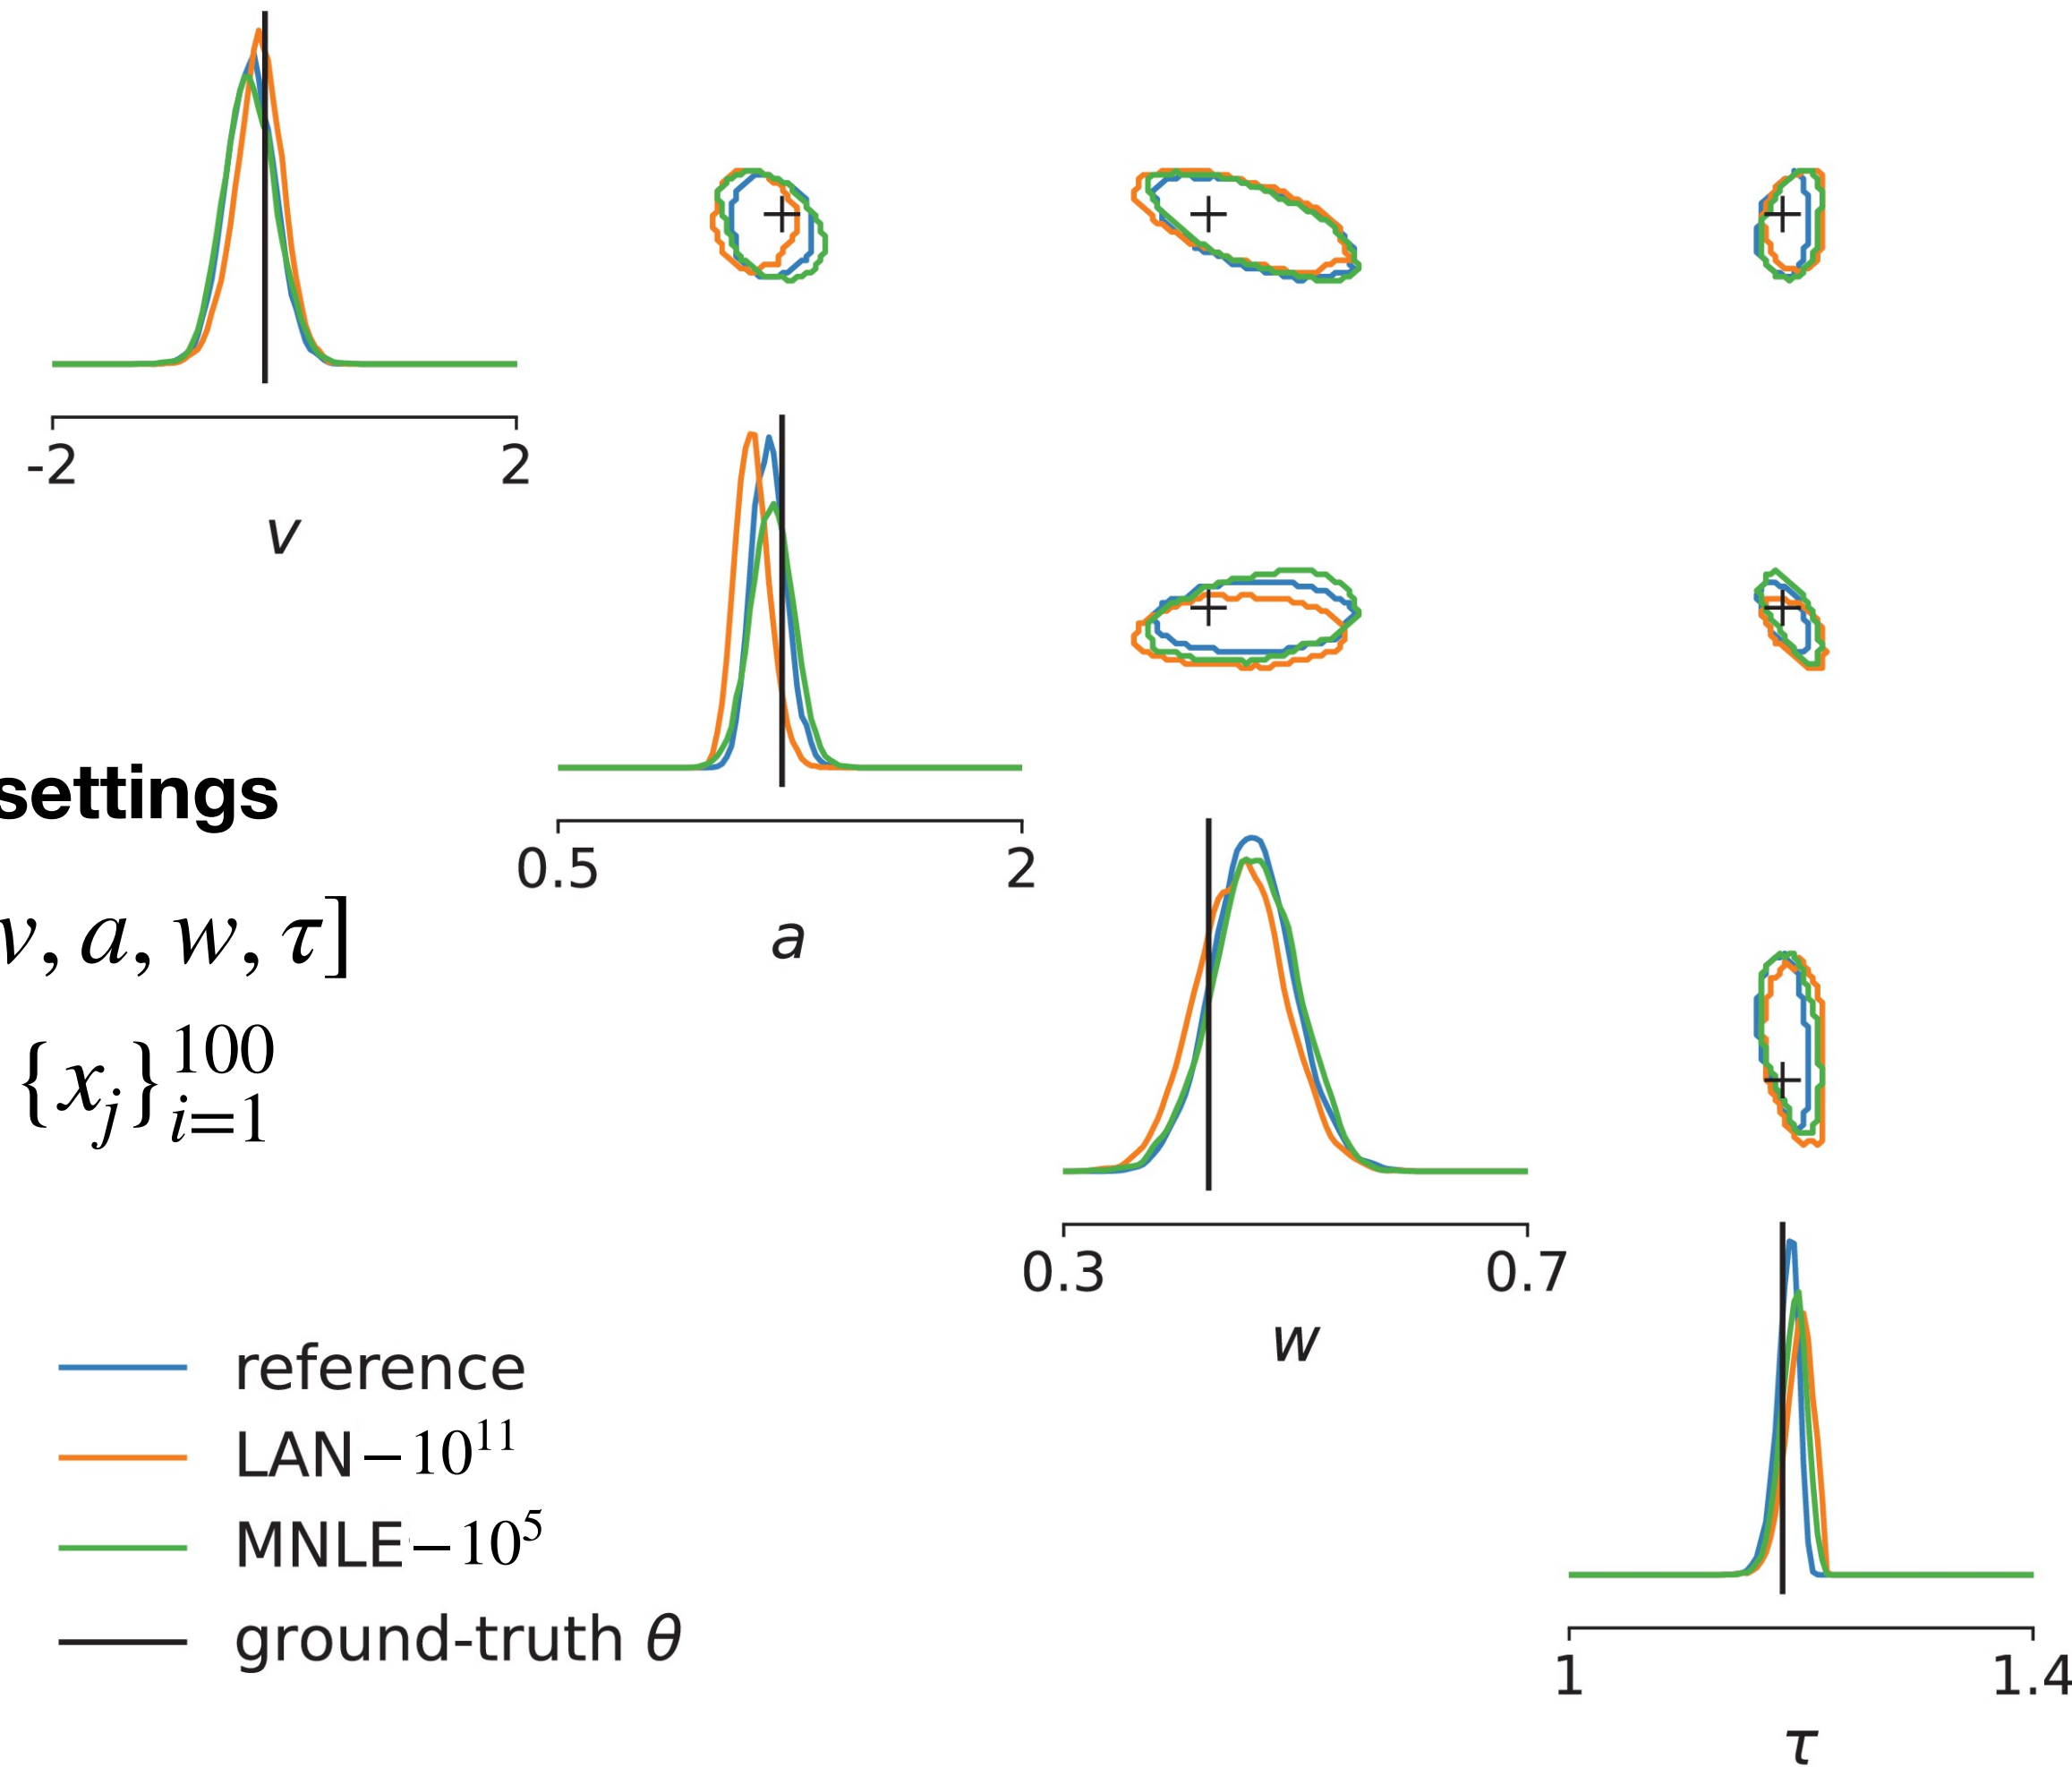 -2 2
v
settings
0.5 2
v, a, w, τ]
a
{x_j}_{i=1}^{100}
0.3 0.7
w
reference
LAN−10^{11}
MNLE−10^5
ground-truth θ
1 1.4
τ